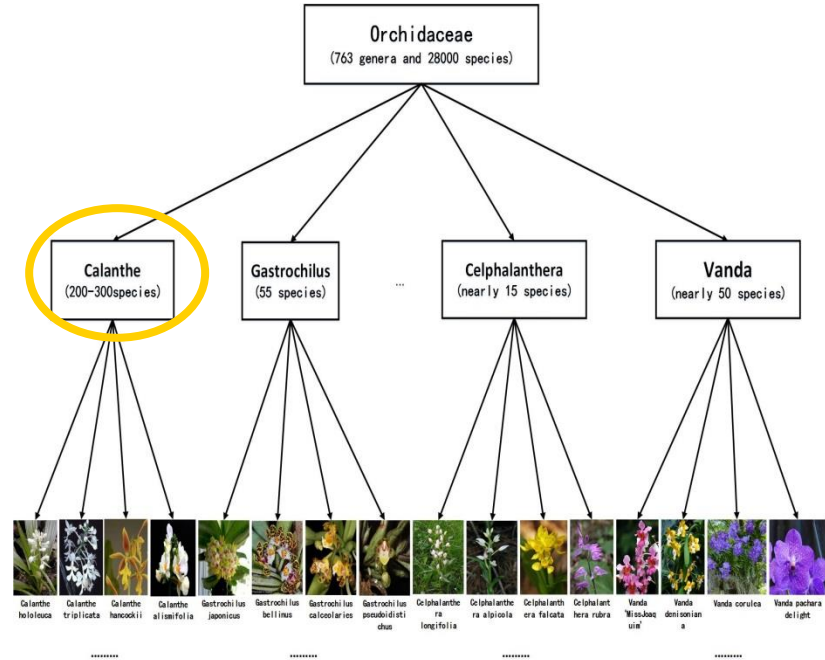 Orchidaceae
(763 genera and 28000 species)
Calanthe
(200-300species)
Gastrochilus
(55 species)
...
Celphalanthera
(nearly 15 species)
Vanda
(nearly 50 species)
Calanthe
hololeuca
Calanthe
triplicata
Calanthe
hancockii
Calanthe
alismifolia
Gastrochilus
japonicus
Gastrochilus
bellinus
Gastrochilus
calceolaries
Gastrochilus
pseudoidisti
chus
Celphalanthe
ra
longifolia
Celphalanthe
ra alpicola
Celphalanth
era falcata
Celphalant
hera rubra
Vanda
'MissJoaq
uim'
Vanda
denisonian
a
Vanda corulea
Vanda pachara
delight
.........
.........
.........
.........